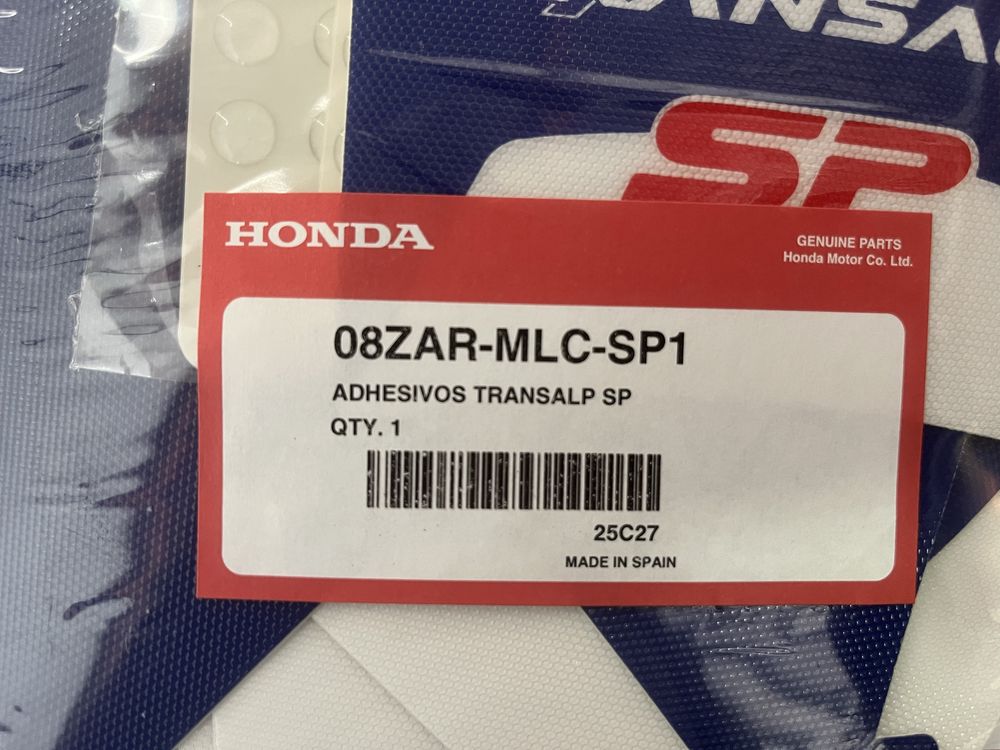 TRANSA
SP
HONDA
GENUINE PARTS
Honda Motor Co. Ltd.
08ZAR-MLC-SP1
ADHESIVOS TRANSALP SP
QTY. 1
25C27
MADE IN SPAIN